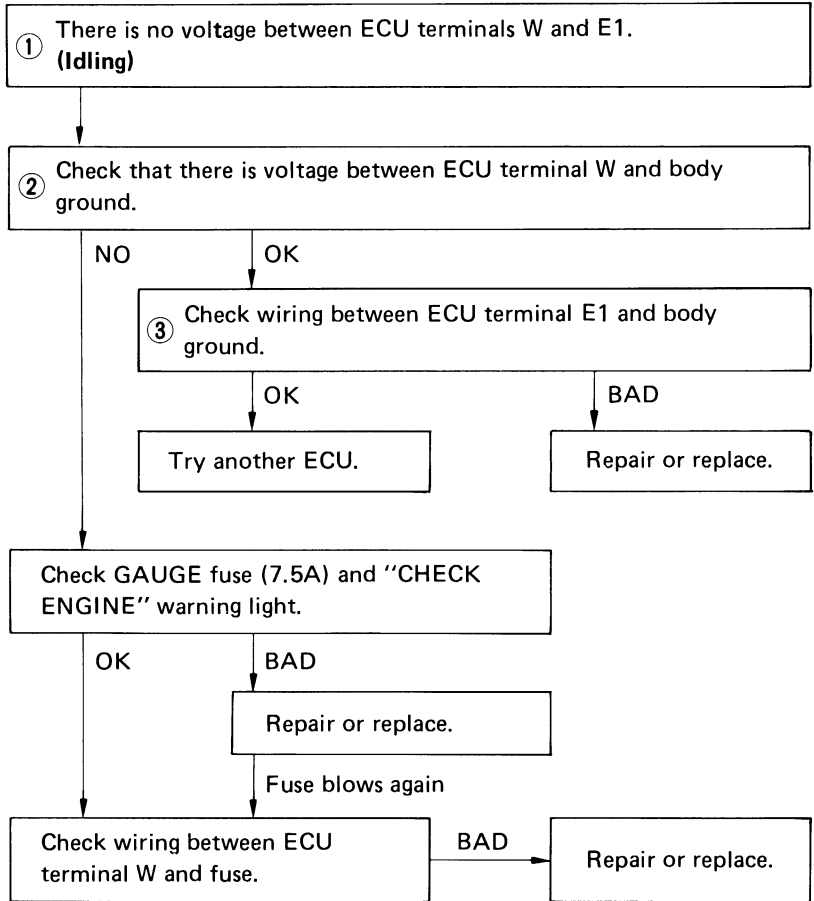 ① There is no voltage between ECU terminals W and E1.
(Idling)
② Check that there is voltage between ECU terminal W and body
ground.
NO
OK
③ Check wiring between ECU terminal E1 and body
ground.
OK
BAD
Try another ECU.
Repair or replace.
Check GAUGE fuse (7.5A) and "CHECK
ENGINE" warning light.
OK
BAD
Repair or replace.
Fuse blows again
Check wiring between ECU
terminal W and fuse.
BAD
Repair or replace.